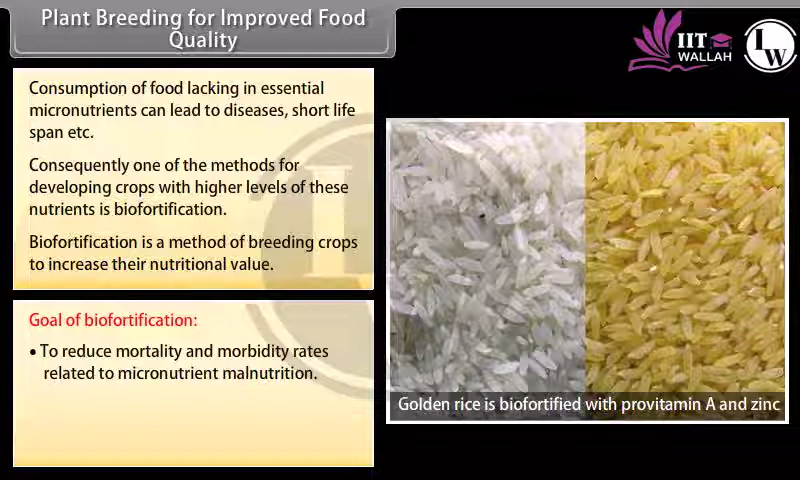 Plant Breeding for Improved Food
Quality
IIT
WALLAH
LW
Consumption of food lacking in essential
micronutrients can lead to diseases, short life
span etc.
Consequently one of the methods for
developing crops with higher levels of these
nutrients is biofortification.
Biofortification is a method of breeding crops
to increase their nutritional value.
Goal of biofortification:
• To reduce mortality and morbidity rates
related to micronutrient malnutrition.
Golden rice is biofortified with provitamin A and zinc